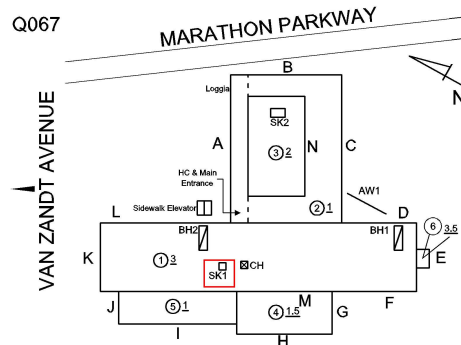 Q067
MARATHON PARKWAY
B
Loggia
N
SK2
A
3 2
N
C
HC & Main
Entrance
AW1
VAN ZANDT AVENUE
Sidewalk Elevator
2 1
L
D
BH2
BH1
6 3.5
K
1 3
CH
E
SK1
J
5 1
M
F
4 1.5
G
I
H